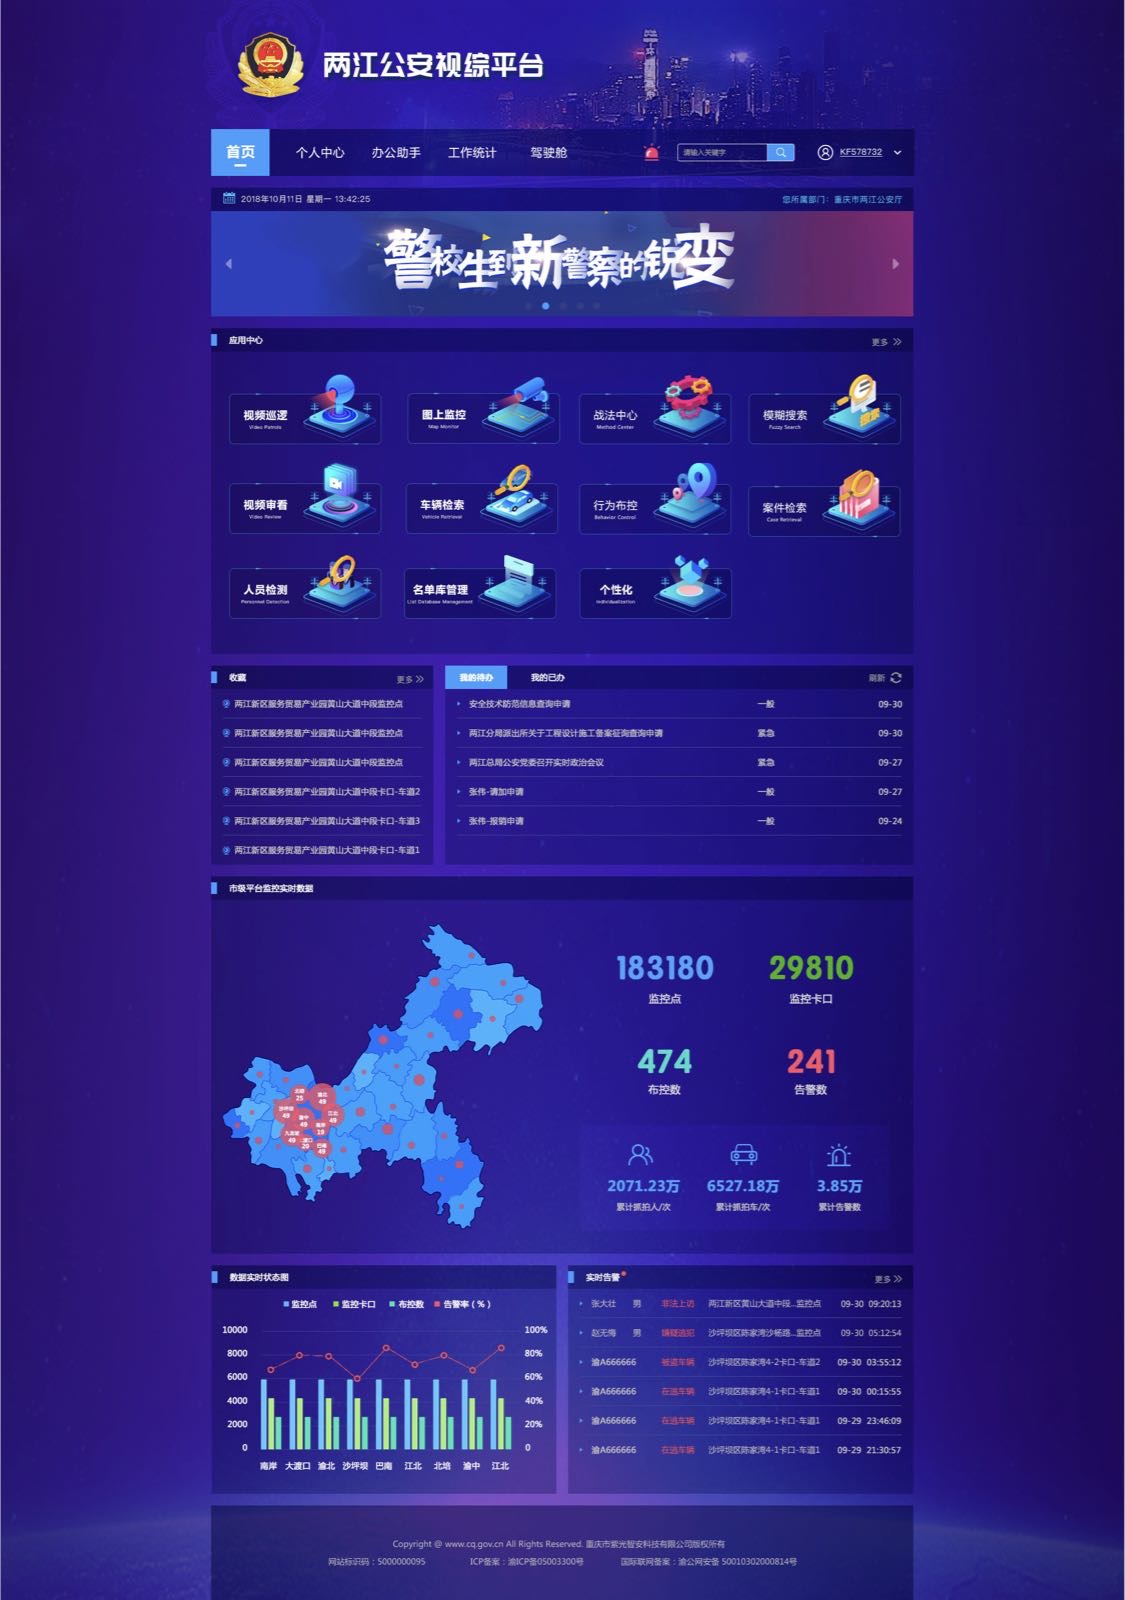 两江公安视综平台
首页 个人中心 办公助手 工作统计 驾驶舱 请输入关键字 KF578732
2018年10月11日 星期一 13:42:25 您所属部门：重庆市两江公安厅
警校生到新警察的锐变
应用中心 更多
视频巡逻 图上监控 战法中心 模糊搜索
Video Patrols Map Monitor Method Center Fuzzy Search
视频审看 车辆检索 行为布控 案件检索
Video Review Vehicle Retrieval Behavior Control Case Retrieval
人员检测 名单库管理 个性化
Personnel Detection List Database Management Individualization
收藏 更多
两江新区服务贸易产业园黄山大道中段监控点
两江新区服务贸易产业园黄山大道中段监控点
两江新区服务贸易产业园黄山大道中段监控点
两江新区服务贸易产业园黄山大道中段卡口-车道2
两江新区服务贸易产业园黄山大道中段卡口-车道3
两江新区服务贸易产业园黄山大道中段卡口-车道1
我的待办 我的已办 刷新
安全技术防范信息查询申请 一般 09-30
两江分局派出所关于工程设计施工备案征询查询申请 紧急 09-30
两江总局公安党委召开实时政治会议 紧急 09-27
张伟-请加申请 一般 09-27
张伟-报销申请 一般 09-24
市级平台监控实时数据
183180 29810
监控点 监控卡口
474 241
布控数 告警数
北碚
25
渝北
49
沙坪坝
49
江北
49
渝中
49
南岸
19
九龙坡
49
渡口
20
巴南
49
2071.23万 6527.18万 3.85万
累计抓拍人/次 累计抓拍车/次 累计告警数
数据实时状态图
监控点 监控卡口 布控数 告警率（%）
10000 100%
8000 80%
6000 60%
4000 40%
2000 20%
0 0
南岸 大渡口 渝北 沙坪坝 巴南 江北 北培 渝中 江北
实时告警 更多
张大壮 男 非法上访 两江新区黄山大道中段...监控点 09-30 09:20:13
赵无悔 男 嫌疑逃犯 沙坪坝区陈家湾沙杨路...监控点 09-30 05:12:54
渝A666666 被盗车辆 沙坪坝区陈家湾4-2卡口-车道2 09-30 03:55:12
渝A666666 在逃车辆 沙坪坝区陈家湾4-1卡口-车道1 09-30 00:15:55
渝A666666 在逃车辆 沙坪坝区陈家湾4-1卡口-车道1 09-29 23:46:09
渝A666666 在逃车辆 沙坪坝区陈家湾4-1卡口-车道1 09-29 21:30:57
Copyright @ www.cq.gov.cn All Rights Reserved. 重庆市紫光智安科技有限公司版权所有
网站标识码：5000000095 ICP备案：渝ICP备05003300号 国际联网备案：渝公网安备 50010302000814号